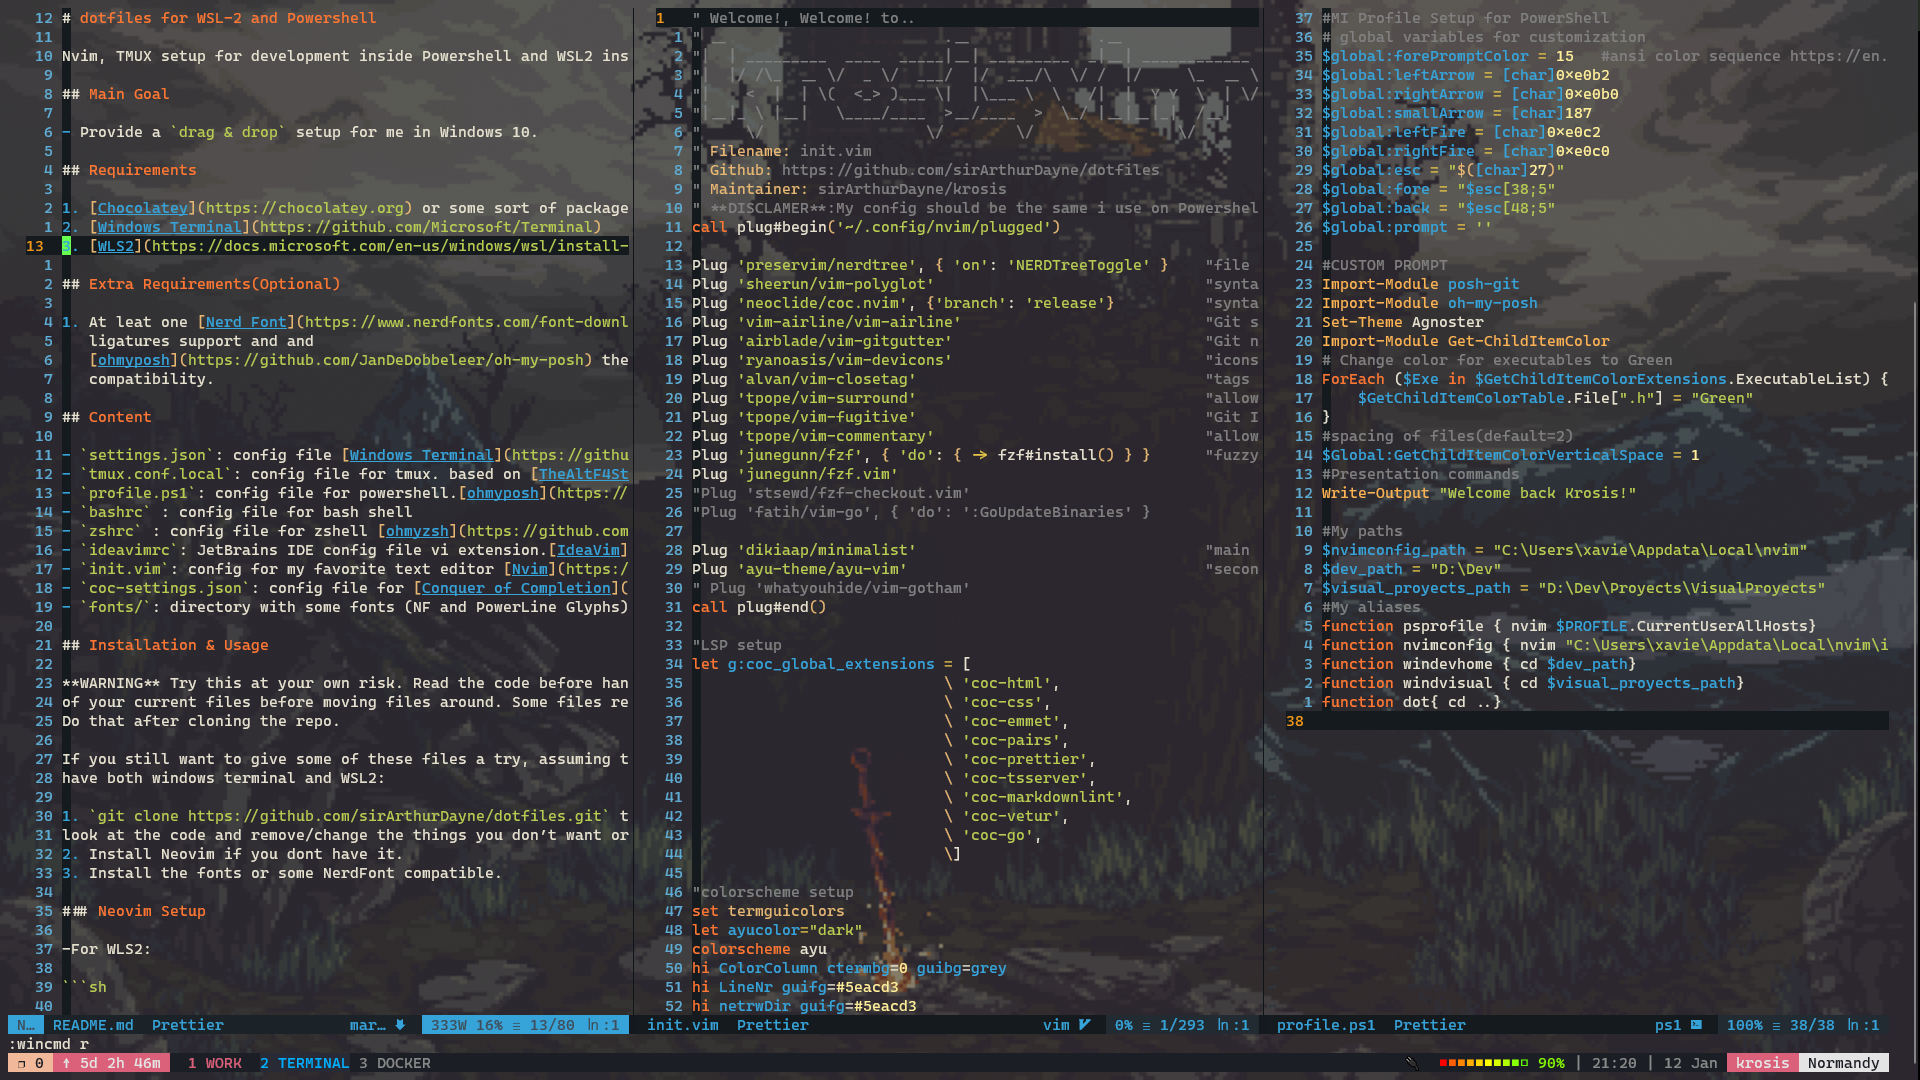 12 # dotfiles for WSL-2 and Powershell
11
10 Nvim, TMUX setup for development inside Powershell and WSL2 ins
9
8 ## Main Goal
7
6 - Provide a `drag & drop` setup for me in Windows 10.
5
4 ## Requirements
3
2 1. [Chocolatey](https://chocolatey.org) or some sort of package
1 2. [Windows Terminal](https://github.com/Microsoft/Terminal)
13 3. [WLS2](https://docs.microsoft.com/en-us/windows/wsl/install-
1
2 ## Extra Requirements(Optional)
3
4 1. At leat one [Nerd Font](https://www.nerdfonts.com/font-downl
5 ligatures support and and
6 [ohmyposh](https://github.com/JanDeDobbeleer/oh-my-posh) the
7 compatibility.
8
9 ## Content
10
11 - `settings.json`: config file [Windows Terminal](https://githu
12 - `tmux.conf.local`: config file for tmux. based on [TheAltF4St
13 - `profile.ps1`: config file for powershell.[ohmyposh](https://
14 - `bashrc` : config file for bash shell
15 - `zshrc` : config file for zshell [ohmyzsh](https://github.com
16 - `ideavimrc`: JetBrains IDE config file vi extension.[IdeaVim]
17 - `init.vim`: config for my favorite text editor [Nvim](https:/
18 - `coc-settings.json`: config file for [Conquer of Completion](
19 - `fonts/`: directory with some fonts (NF and PowerLine Glyphs)
20
21 ## Installation & Usage
22
23 **WARNING** Try this at your own risk. Read the code before han
24 of your current files before moving files around. Some files re
25 Do that after cloning the repo.
26
27 If you still want to give some of these files a try, assuming t
28 have both windows terminal and WSL2:
29
30 1. `git clone https://github.com/sirArthurDayne/dotfiles.git` t
31 look at the code and remove/change the things you don't want or
32 2. Install Neovim if you dont have it.
33 3. Install the fonts or some NerdFont compatible.
34
35 ### Neovim Setup
36
37 -For WLS2:
38
39 ```sh
40
N… README.md Prettier mar… 333W 16% ≡ 13/80 ln:1
1 " Welcome!, Welcome! to..
1 "
2 "
3 "
4 "
5 "
6 "
7 " Filename: init.vim
8 " Github: https://github.com/sirArthurDayne/dotfiles
9 " Maintainer: sirArthurDayne/krosis
10 " **DISCLAMER**:My config should be the same i use on Powershel
11 call plug#begin('~/.config/nvim/plugged')
12
13 Plug 'preservim/nerdtree', { 'on': 'NERDTreeToggle' } "file
14 Plug 'sheerun/vim-polyglot' "synta
15 Plug 'neoclide/coc.nvim', {'branch': 'release'} "synta
16 Plug 'vim-airline/vim-airline' "Git s
17 Plug 'airblade/vim-gitgutter' "Git n
18 Plug 'ryanoasis/vim-devicons' "icons
19 Plug 'alvan/vim-closetag' "tags
20 Plug 'tpope/vim-surround' "allow
21 Plug 'tpope/vim-fugitive' "Git I
22 Plug 'tpope/vim-commentary' "allow
23 Plug 'junegunn/fzf', { 'do': { -> fzf#install() } } "fuzzy
24 Plug 'junegunn/fzf.vim'
25 "Plug 'stsewd/fzf-checkout.vim'
26 "Plug 'fatih/vim-go', { 'do': ':GoUpdateBinaries' }
27
28 Plug 'dikiaap/minimalist' "main
29 Plug 'ayu-theme/ayu-vim' "secon
30 " Plug 'whatyouhide/vim-gotham'
31 call plug#end()
32
33 "LSP setup
34 let g:coc_global_extensions = [
35 \ 'coc-html',
36 \ 'coc-css',
37 \ 'coc-emmet',
38 \ 'coc-pairs',
39 \ 'coc-prettier',
40 \ 'coc-tsserver',
41 \ 'coc-markdownlint',
42 \ 'coc-vetur',
43 \ 'coc-go',
44 \]
45
46 "colorscheme setup
47 set termguicolors
48 let ayucolor="dark"
49 colorscheme ayu
50 hi ColorColumn ctermbg=0 guibg=grey
51 hi LineNr guifg=#5eacd3
52 hi netrwDir guifg=#5eacd3
init.vim Prettier vim 0% ≡ 1/293 ln:1
37 #MI Profile Setup for PowerShell
36 # global variables for customization
35 $global:forePromptColor = 15 #ansi color sequence https://en.
34 $global:leftArrow = [char]0xe0b2
33 $global:rightArrow = [char]0xe0b0
32 $global:smallArrow = [char]187
31 $global:leftFire = [char]0xe0c2
30 $global:rightFire = [char]0xe0c0
29 $global:esc = "$([char]27)"
28 $global:fore = "$esc[38;5"
27 $global:back = "$esc[48;5"
26 $global:prompt = ''
25
24 #CUSTOM PROMPT
23 Import-Module posh-git
22 Import-Module oh-my-posh
21 Set-Theme Agnoster
20 Import-Module Get-ChildItemColor
19 # Change color for executables to Green
18 ForEach ($Exe in $GetChildItemColorExtensions.ExecutableList) {
17 $GetChildItemColorTable.File[".h"] = "Green"
16 }
15 #spacing of files(default=2)
14 $Global:GetChildItemColorVerticalSpace = 1
13 #Presentation commands
12 Write-Output "Welcome back Krosis!"
11
10 #My paths
9 $nvimconfig_path = "C:\Users\xavie\Appdata\Local\nvim"
8 $dev_path = "D:\Dev"
7 $visual_proyects_path = "D:\Dev\Proyects\VisualProyects"
6 #My aliases
5 function psprofile { nvim $PROFILE.CurrentUserAllHosts}
4 function nvimconfig { nvim "C:\Users\xavie\Appdata\Local\nvim\i
3 function windevhome { cd $dev_path}
2 function windvisual { cd $visual_proyects_path}
1 function dot{ cd ..}
38
profile.ps1 Prettier ps1 100% ≡ 38/38 ln:1
:wincmd r
❐ 0 ↑ 5d 2h 46m 1 WORK 2 TERMINAL 3 DOCKER 90% | 21:20 | 12 Jan krosis Normandy